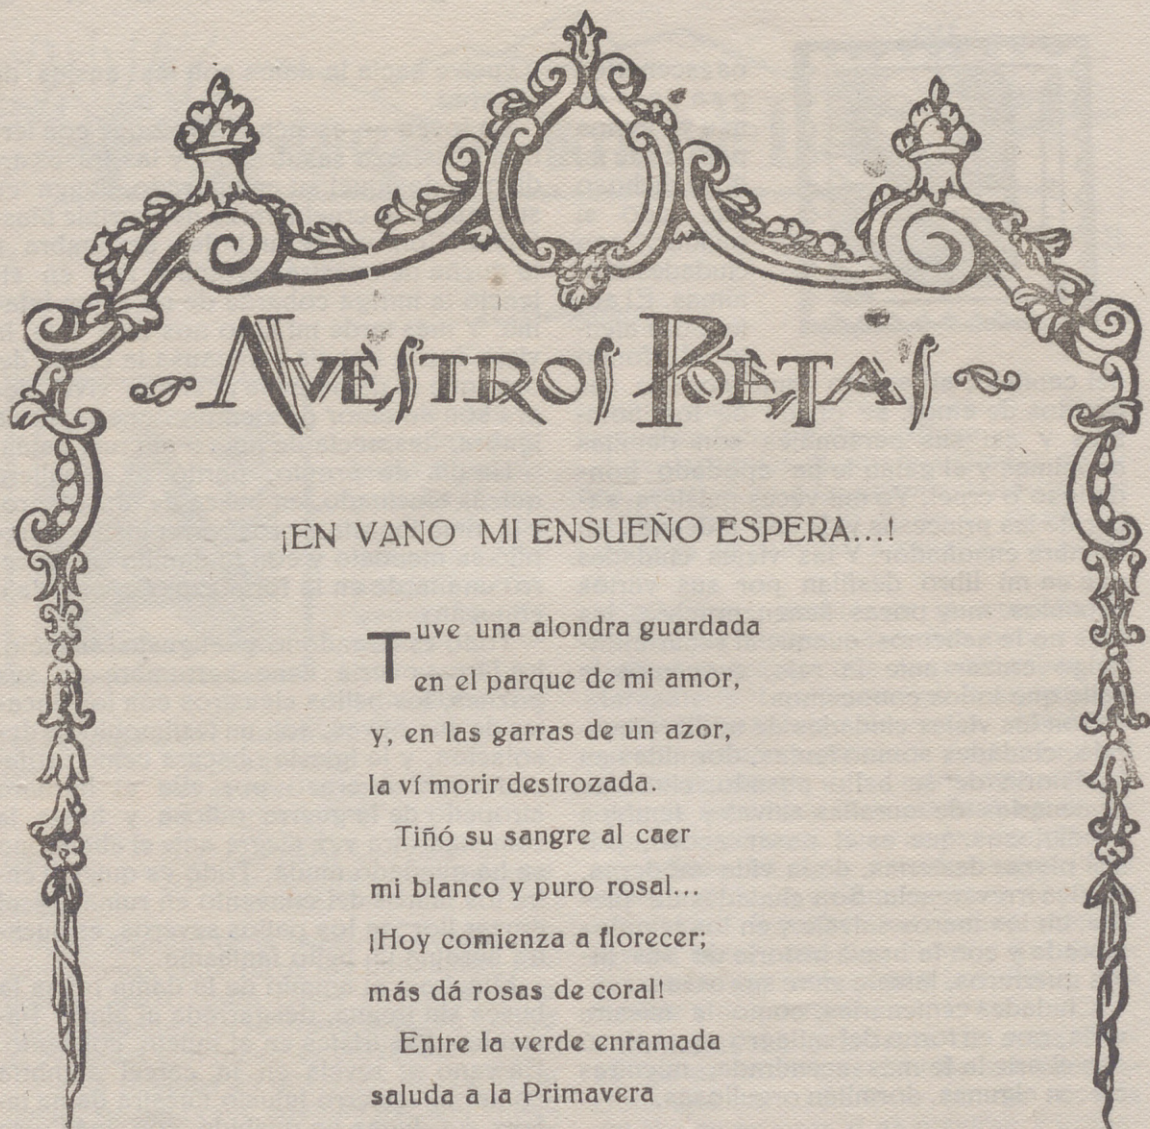 NVESTROS POETAS
¡EN VANO MI ENSUEÑO ESPERA...!
Tuve una alondra guardada
en el parque de mi amor,
y, en las garras de un azor,
la ví morir destrozada.
Tiñó su sangre al caer
mi blanco y puro rosal...
¡Hoy comienza a florecer;
más dá rosas de coral!
Entre la verde enramada
saluda a la Primavera